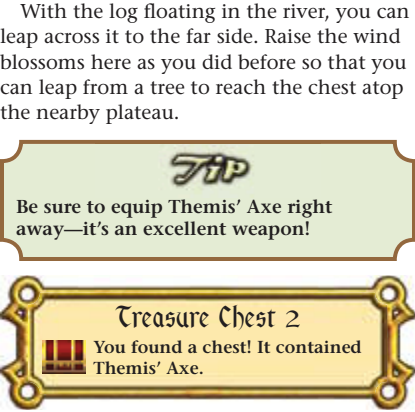 With the log floating in the river, you can
leap across it to the far side. Raise the wind
blossoms here as you did before so that you
can leap from a tree to reach the chest atop
the nearby plateau.
Tip
Be sure to equip Themis’ Axe right
away—it’s an excellent weapon!
Treasure Chest 2
You found a chest! It contained
Themis’ Axe.